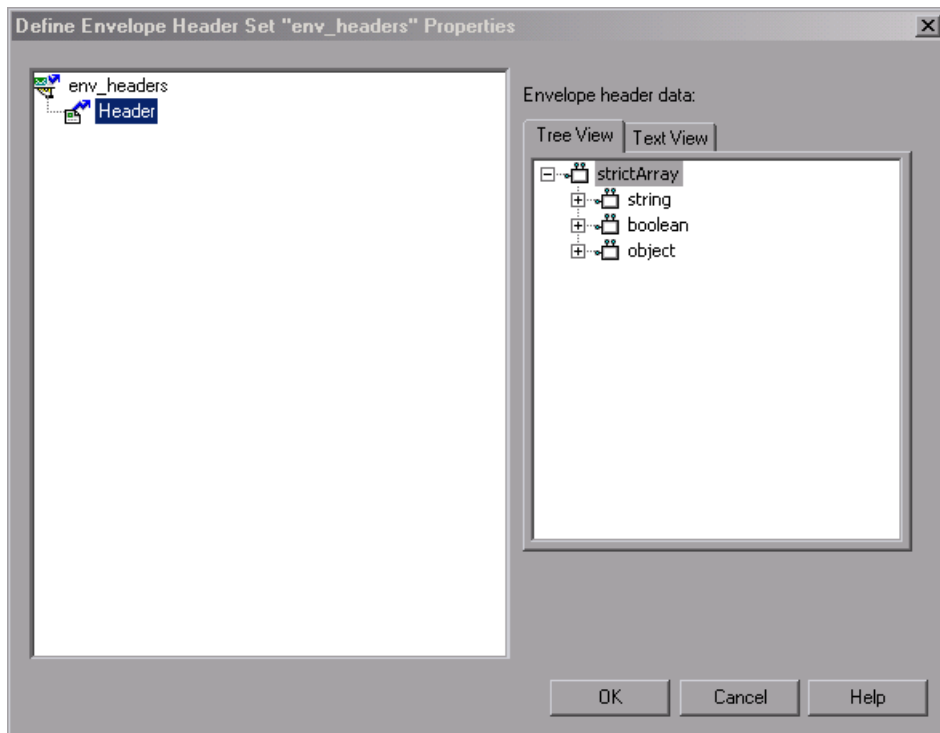 Define Envelope Header Set "env_headers" Properties
env_headers
Header
Envelope header data:
Tree View Text View
strictArray
string
boolean
object
OK Cancel Help